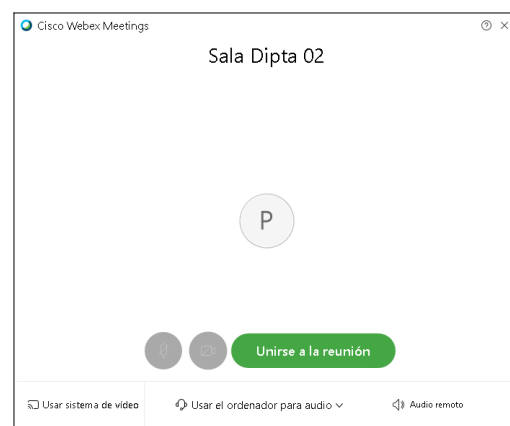 Cisco Webex Meetings
Sala Dipta 02
P
Unirse a la reunión
Usar sistema de vídeo
Usar el ordenador para audio
Audio remoto